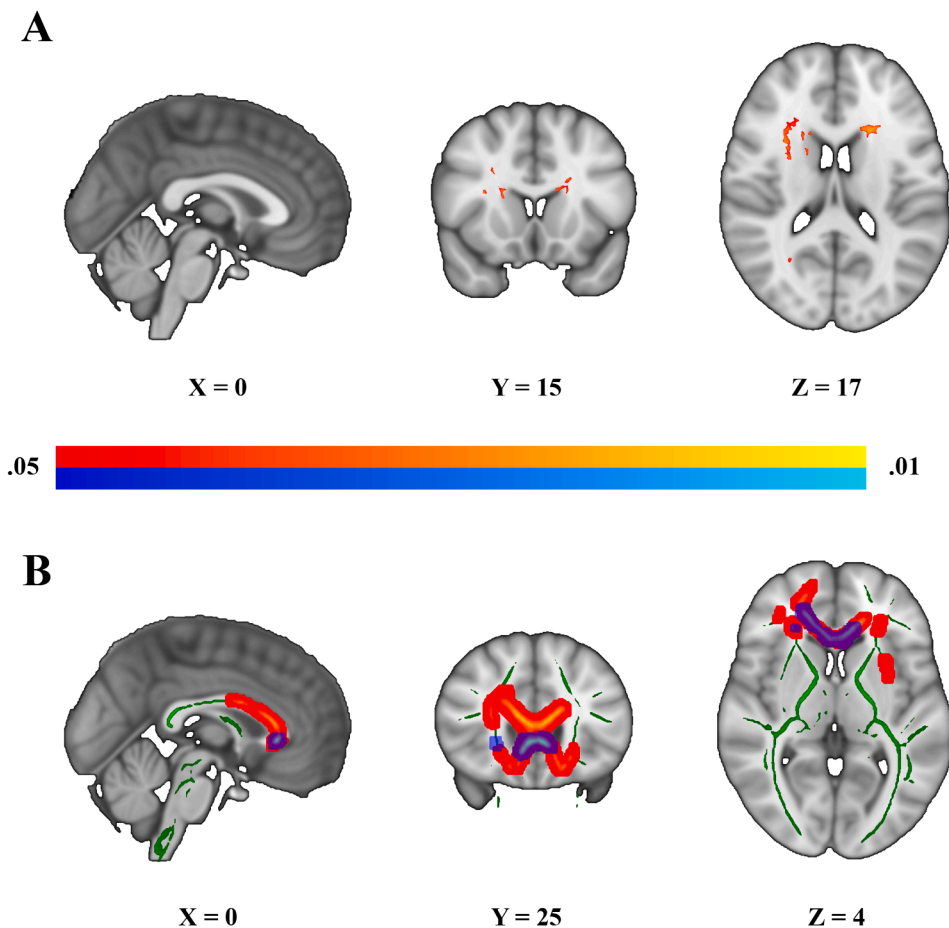 A
X = 0
Y = 15
Z = 17
.05
.01
B
X = 0
Y = 25
Z = 4